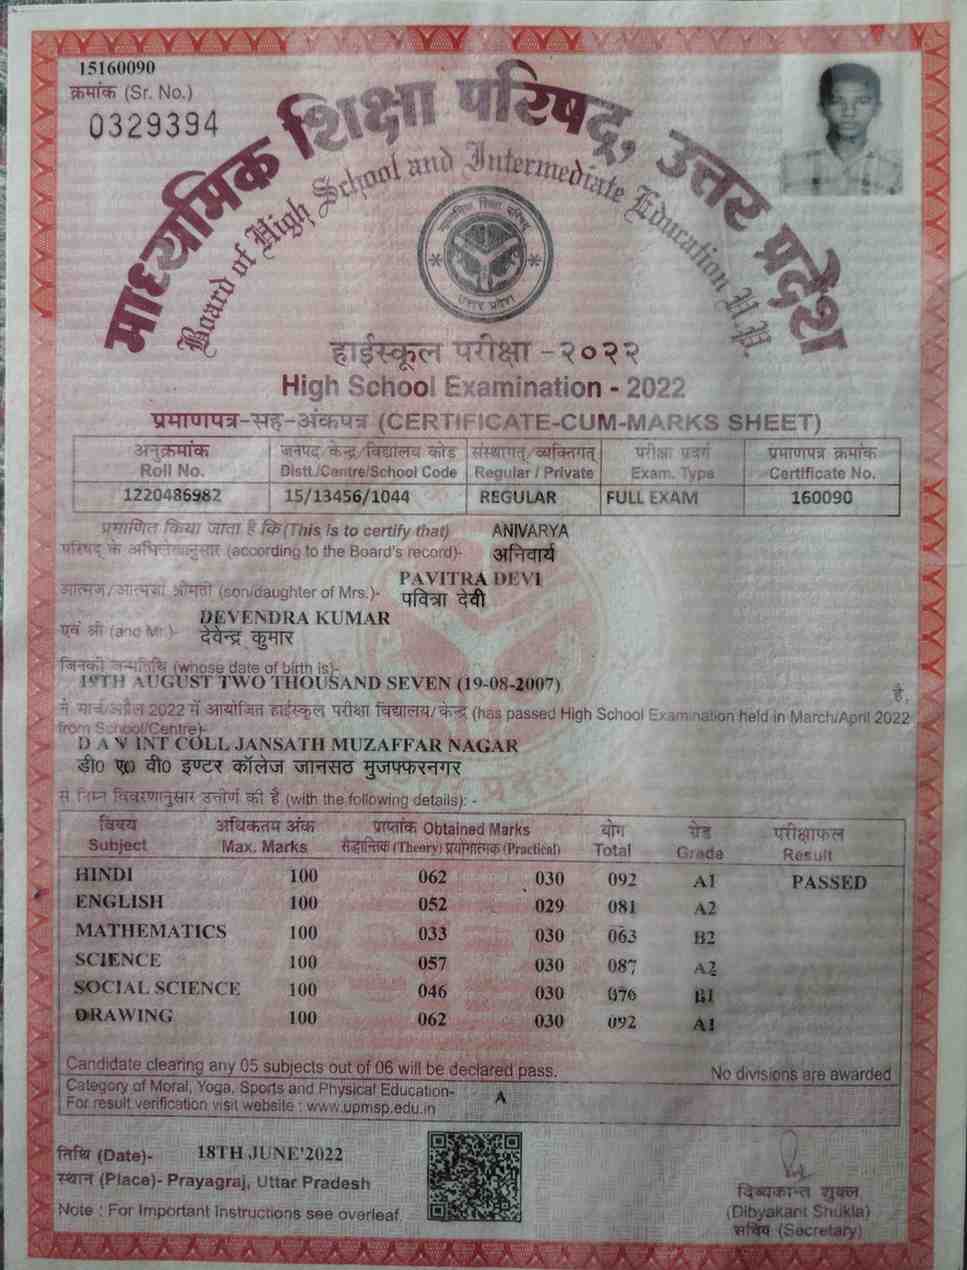 15160090
क्रमांक (Sr. No.)
0329394
माध्यमिक शिक्षा परिषद्, उत्तर प्रदेश
Board of High School and Intermediate Education U.P.
माध्यमिक शिक्षा परिषद्
उत्तर प्रदेश
हाईस्कूल परीक्षा - २०२२
High School Examination - 2022
प्रमाणपत्र-सह-अंकपत्र (CERTIFICATE-CUM-MARKS SHEET)
अनुक्रमांक जनपद/केन्द्र/विद्यालय कोड संस्थागत/व्यक्तिगत परीक्षा प्रवर्ग प्रमाणपत्र क्रमांक
Roll No. Distt./Centre/School Code Regular / Private Exam. Type Certificate No.
1220486982 15/13456/1044 REGULAR FULL EXAM 160090
प्रमाणित किया जाता है कि (This is to certify that) ANIVARYA
परिषद् के अभिलेखानुसार (according to the Board's record)- अनिवार्य
PAVITRA DEVI
आत्मज/आत्मजा श्रीमती (son/daughter of Mrs.)- पवित्रा देवी
DEVENDRA KUMAR
एवं श्री (and Mr.)- देवेन्द्र कुमार
जिनकी जन्मतिथि (whose date of birth is)-
19TH AUGUST TWO THOUSAND SEVEN (19-08-2007) है,
ने मार्च/अप्रैल 2022 में आयोजित हाईस्कूल परीक्षा विद्यालय/केन्द्र (has passed High School Examination held in March/April 2022
from School/Centre)-
D A V INT COLL JANSATH MUZAFFAR NAGAR
डी० ए० वी० इण्टर कॉलेज जानसठ मुजफ्फरनगर
से निम्न विवरणानुसार उत्तीर्ण की है (with the following details): -
विषय अधिकतम अंक प्राप्तांक Obtained Marks योग ग्रेड परीक्षाफल
Subject Max. Marks सैद्धान्तिक (Theory) प्रयोगात्मक (Practical) Total Grade Result
HINDI 100 062 030 092 A1 PASSED
ENGLISH 100 052 029 081 A2
MATHEMATICS 100 033 030 063 B2
SCIENCE 100 057 030 087 A2
SOCIAL SCIENCE 100 046 030 076 B1
DRAWING 100 062 030 092 A1
Candidate clearing any 05 subjects out of 06 will be declared pass. No divisions are awarded
Category of Moral, Yoga, Sports and Physical Education- A
For result verification visit website : www.upmsp.edu.in
तिथि (Date)- 18TH JUNE'2022
स्थान (Place)- Prayagraj, Uttar Pradesh
Note : For Important Instructions see overleaf
दिब्यकान्त शुक्ल
(Dibyakant Shukla)
सचिव (Secretary)